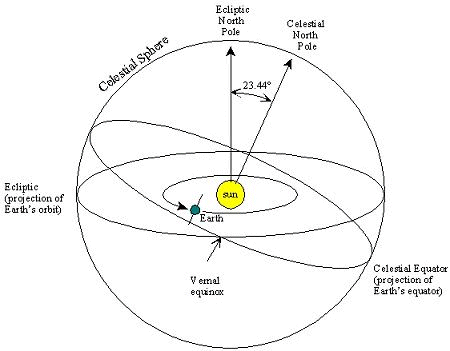 Ecliptic
North
Pole
Celestial
North
Pole
Celestial Sphere
23.44°
Ecliptic
(projection of
Earth's orbit)
sun
Earth
Vernal
equinox
Celestial Equator
(projection of
Earth's equator)